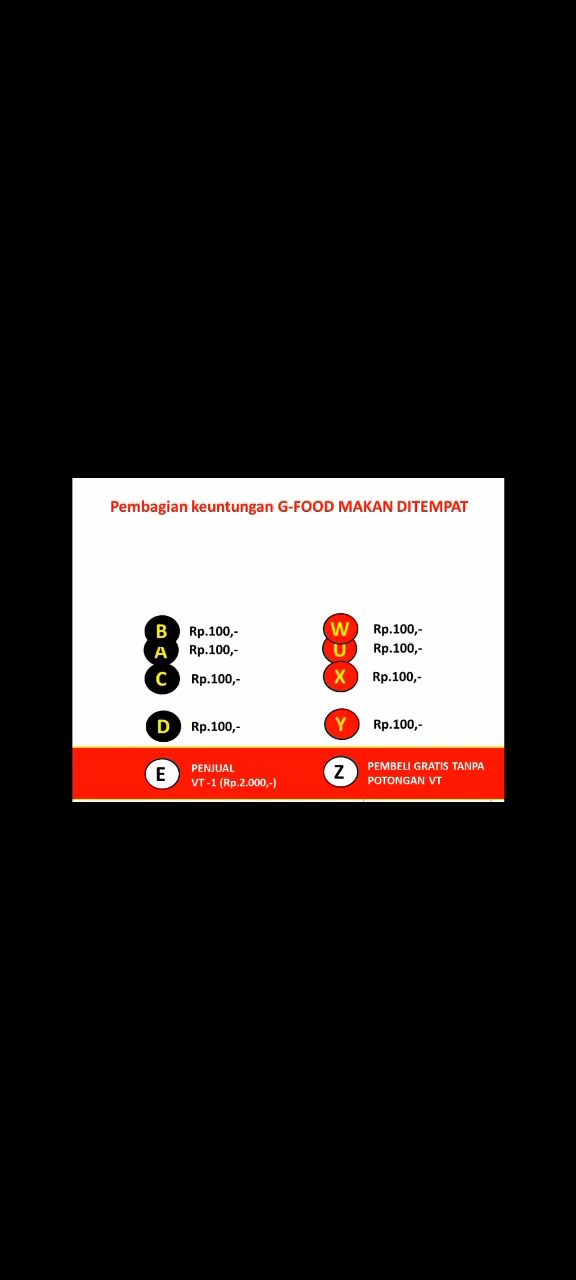 Pembagian keuntungan G-FOOD MAKAN DITEMPAT
B Rp.100,-
A Rp.100,-
C Rp.100,-
D Rp.100,-
W Rp.100,-
U Rp.100,-
X Rp.100,-
Y Rp.100,-
E PENJUAL
VT -1 (Rp.2.000,-)
Z PEMBELI GRATIS TANPA
POTONGAN VT